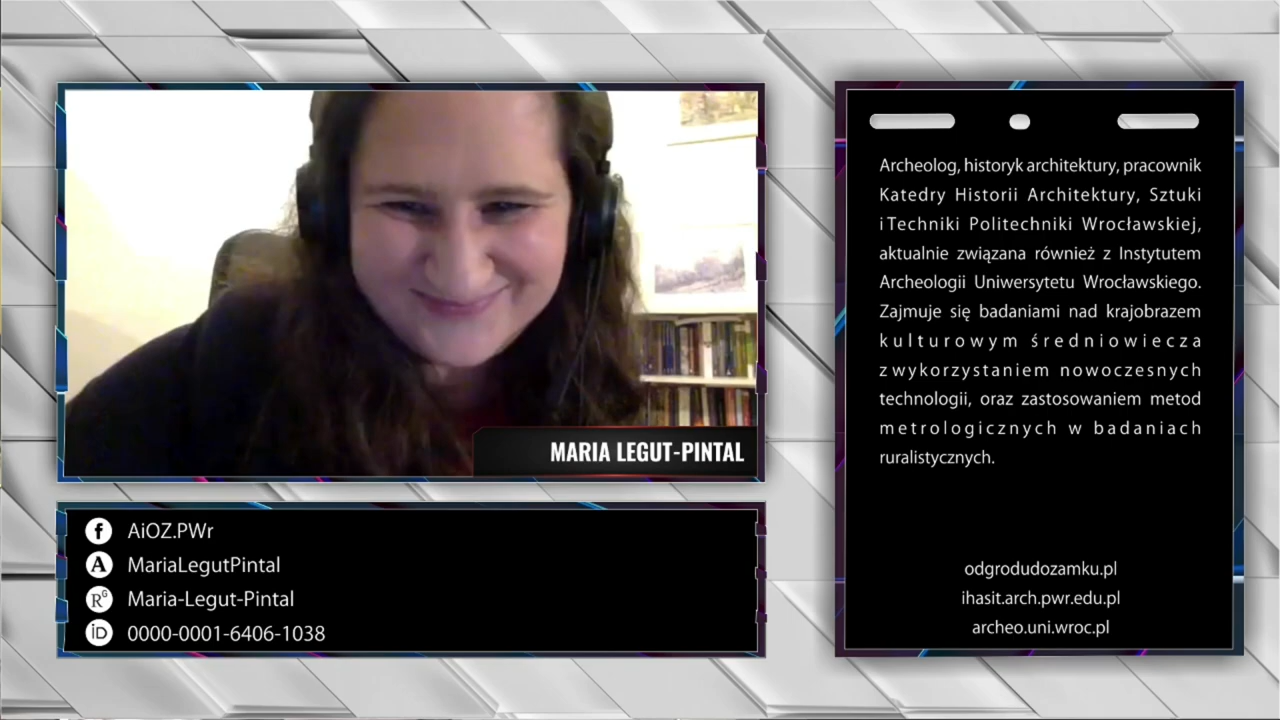 MARIA LEGUT-PINTAL
AiOZ.PWr
MariaLegutPintal
Maria-Legut-Pintal
0000-0001-6406-1038
Archeolog, historyk architektury, pracownik
Katedry Historii Architektury, Sztuki
i Techniki Politechniki Wrocławskiej,
aktualnie związana również z Instytutem
Archeologii Uniwersytetu Wrocławskiego.
Zajmuje się badaniami nad krajobrazem
kulturowym średniowiecza
z wykorzystaniem nowoczesnych
technologii, oraz zastosowaniem metod
metrologicznych w badaniach
ruralistycznych.
odgrodudozamku.pl
ihasit.arch.pwr.edu.pl
archeo.uni.wroc.pl